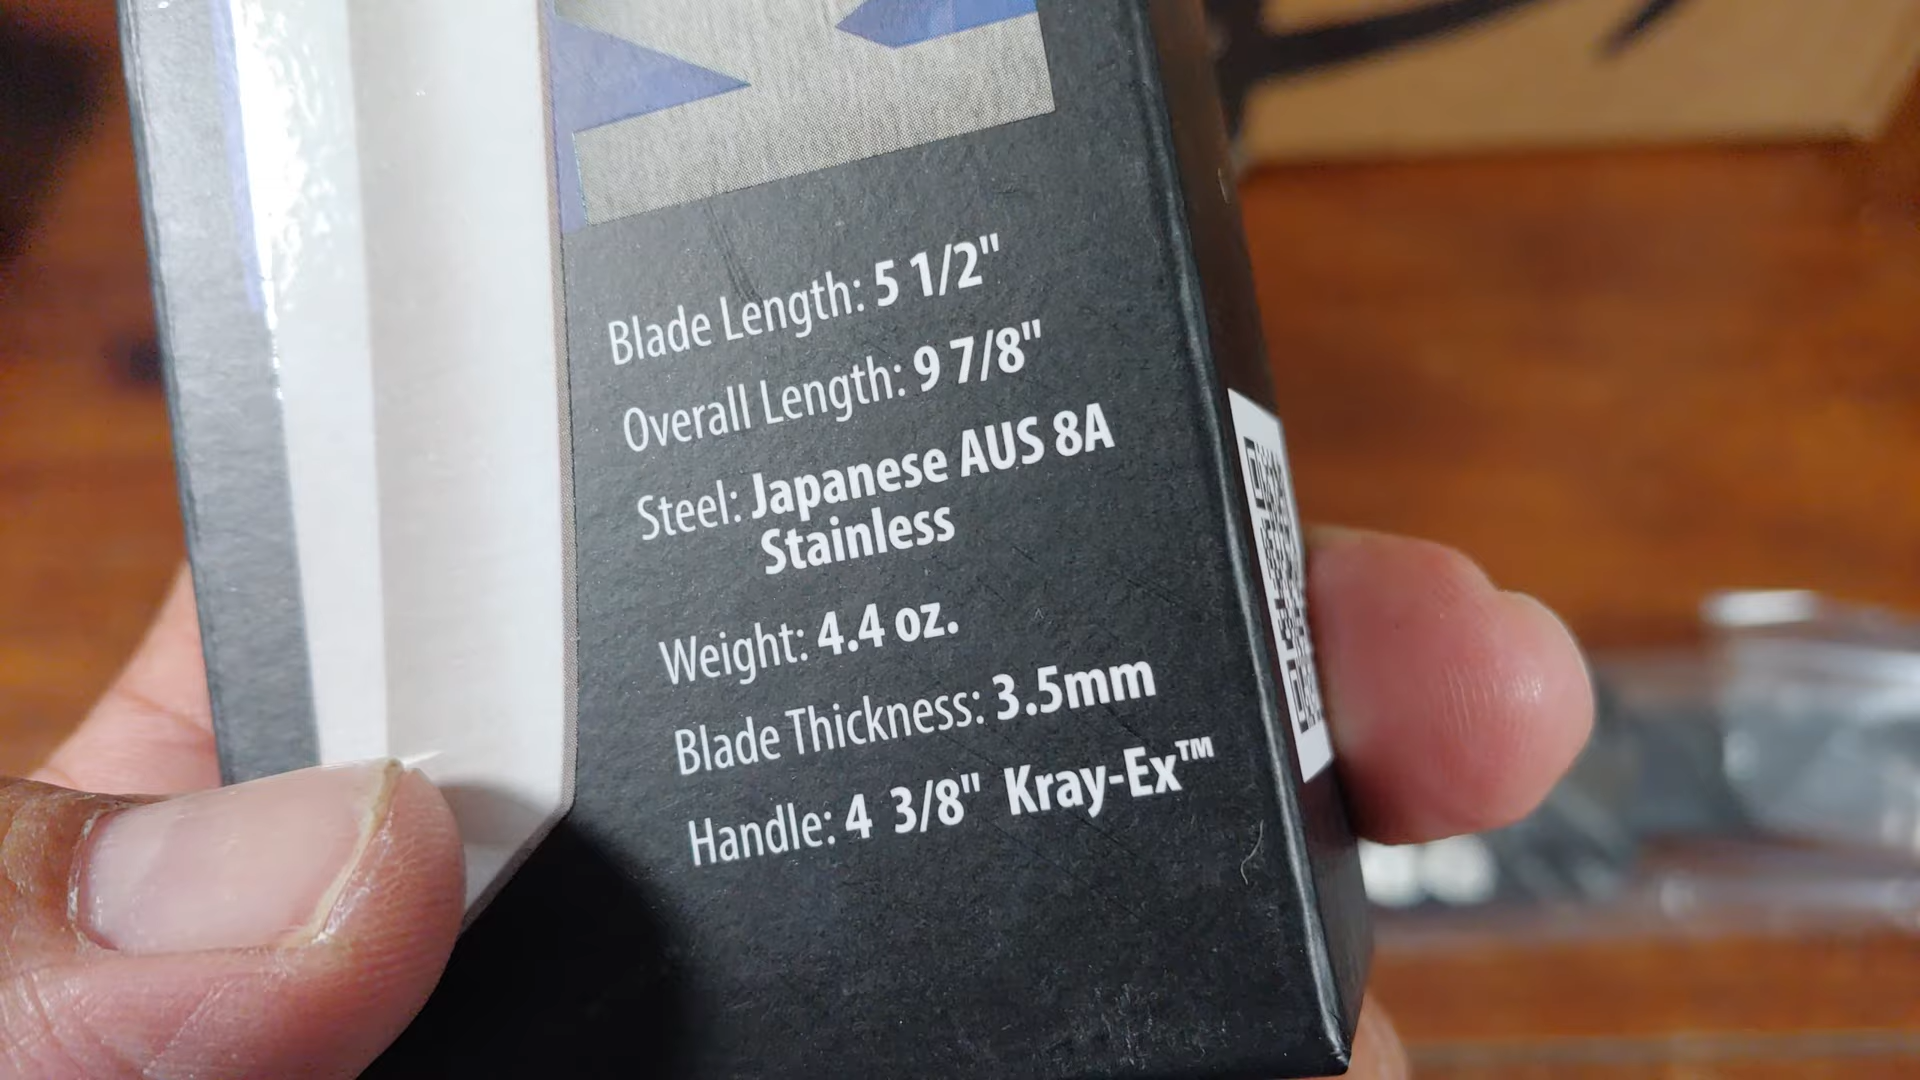 Blade Length: 5 1/2"
Overall Length: 9 7/8"
Steel: Japanese AUS 8A
Stainless
Weight: 4.4 oz.
Blade Thickness: 3.5mm
Handle: 4 3/8" Kray-Ex™